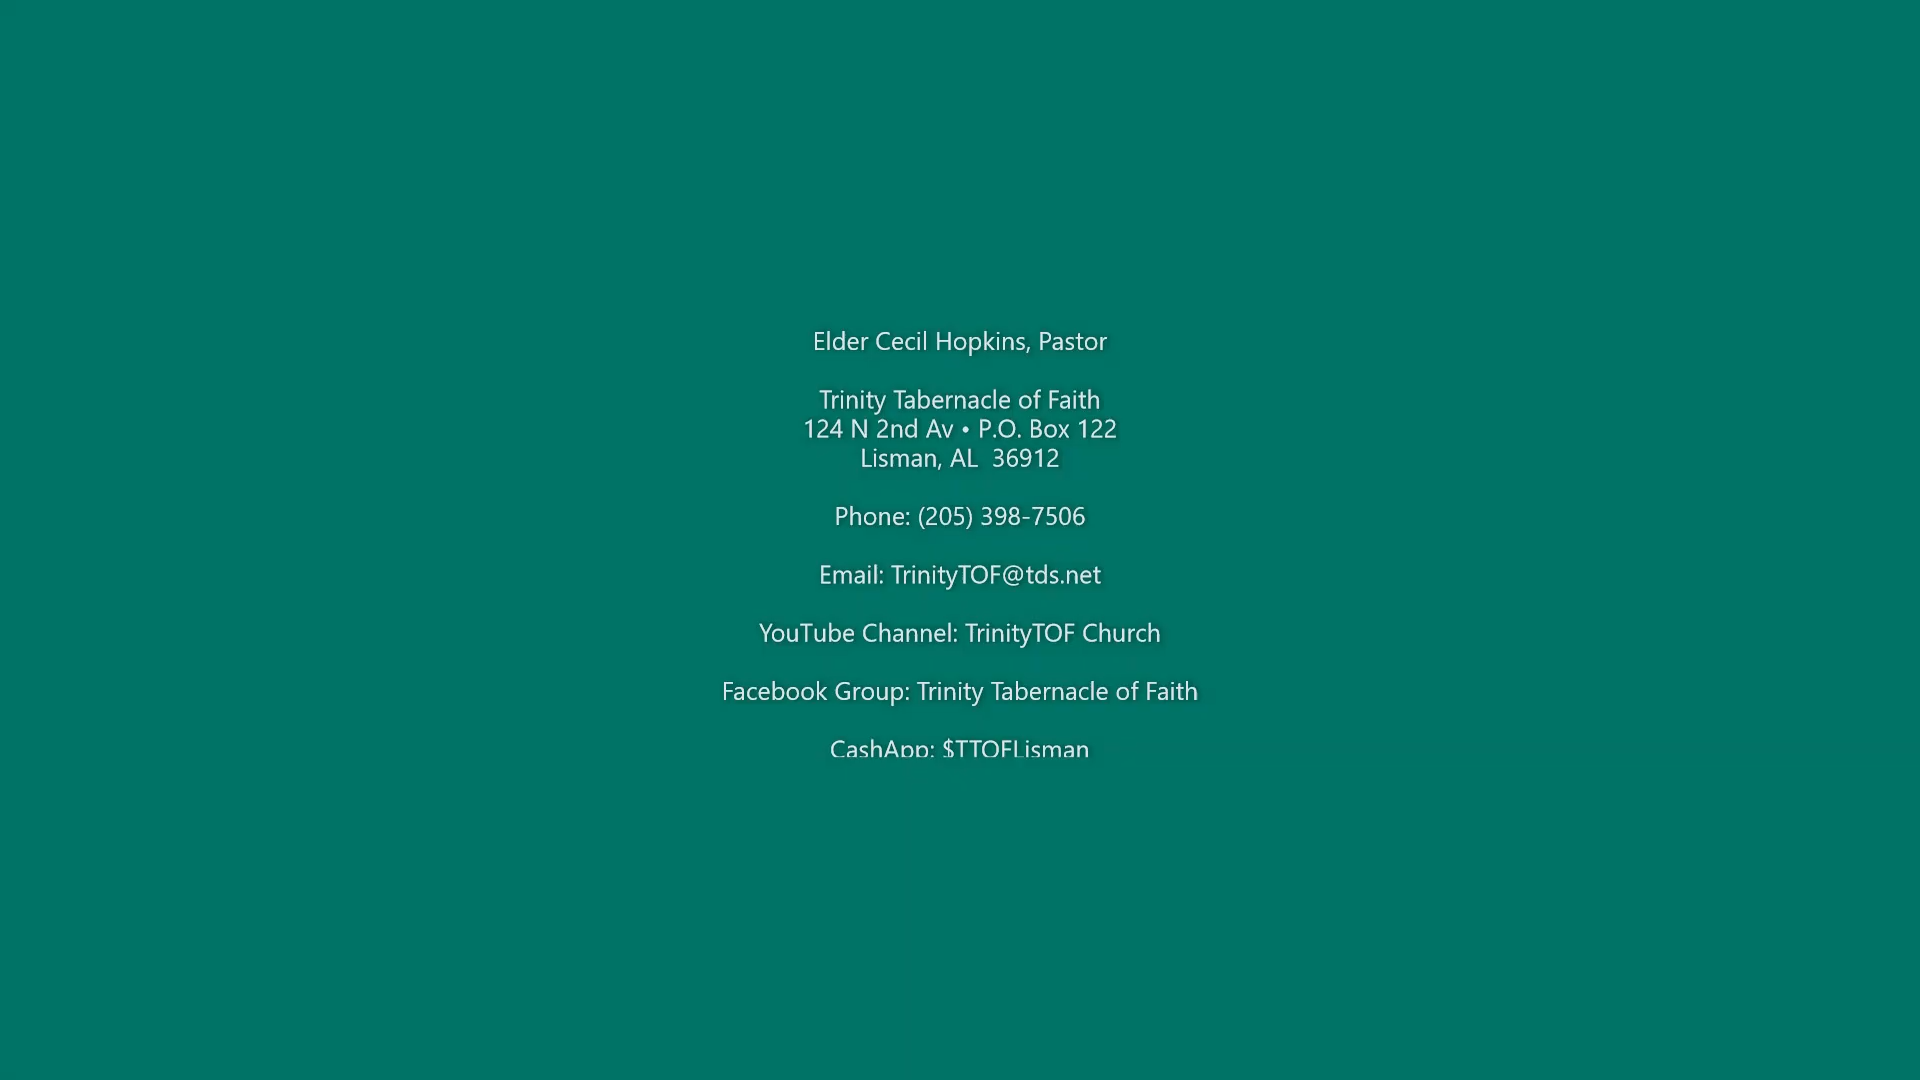 Elder Cecil Hopkins, Pastor
Trinity Tabernacle of Faith
124 N 2nd Av • P.O. Box 122
Lisman, AL  36912
Phone: (205) 398-7506
Email: TrinityTOF@tds.net
YouTube Channel: TrinityTOF Church
Facebook Group: Trinity Tabernacle of Faith
CashApp: $TTOFLisman